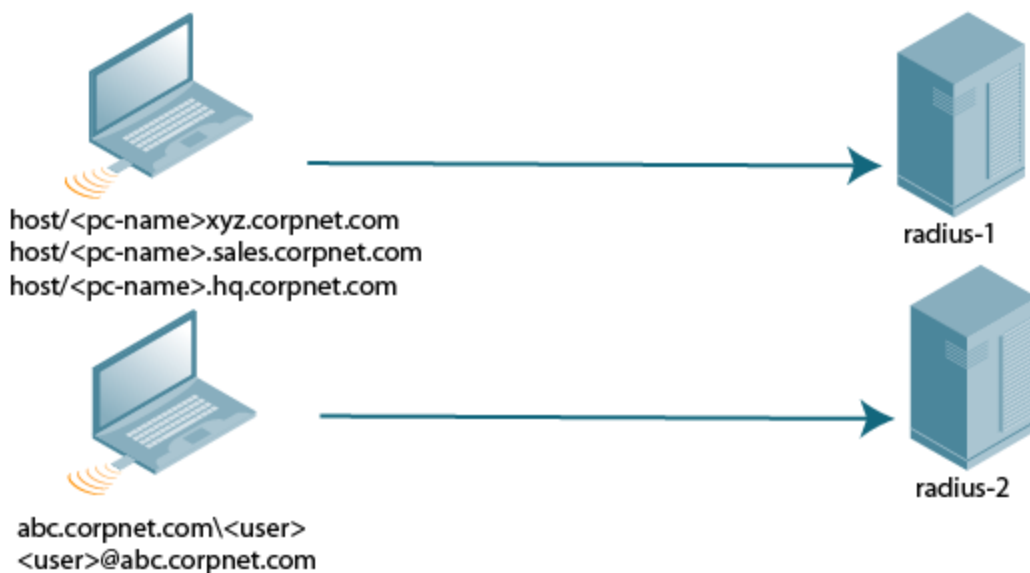 host/<pc-name>xyz.corpnet.com
host/<pc-name>.sales.corpnet.com
host/<pc-name>.hq.corpnet.com
radius-1
abc.corpnet.com\<user>
<user>@abc.corpnet.com
radius-2